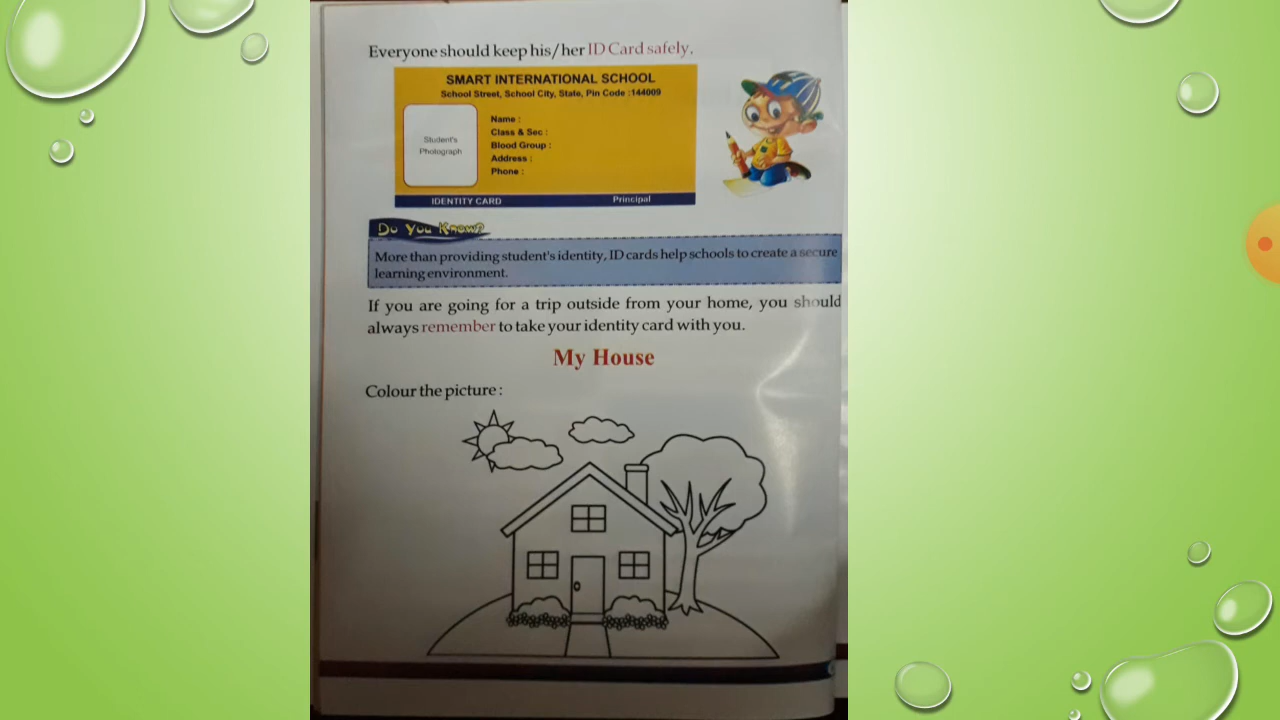 Everyone should keep his/her ID Card safely.
SMART INTERNATIONAL SCHOOL
School Street, School City, State, Pin Code :144009
Student's
Photograph
Name :
Class & Sec :
Blood Group :
Address :
Phone :
IDENTITY CARD Principal
Do You Know?
More than providing student's identity, ID cards help schools to create a secure
learning environment.
If you are going for a trip outside from your home, you should
always remember to take your identity card with you.
My House
Colour the picture :